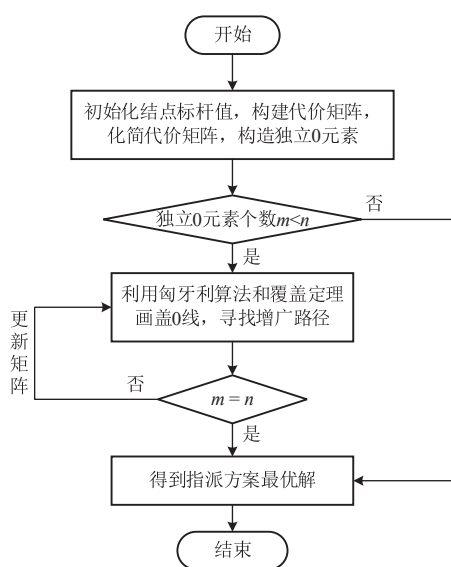 开始
初始化结点标杆值，构建代价矩阵，
化简代价矩阵，构造独立0元素
独立0元素个数m<n
否
是
利用匈牙利算法和覆盖定理
画盖0线，寻找增广路径
更新矩阵
否
m = n
是
得到指派方案最优解
结束